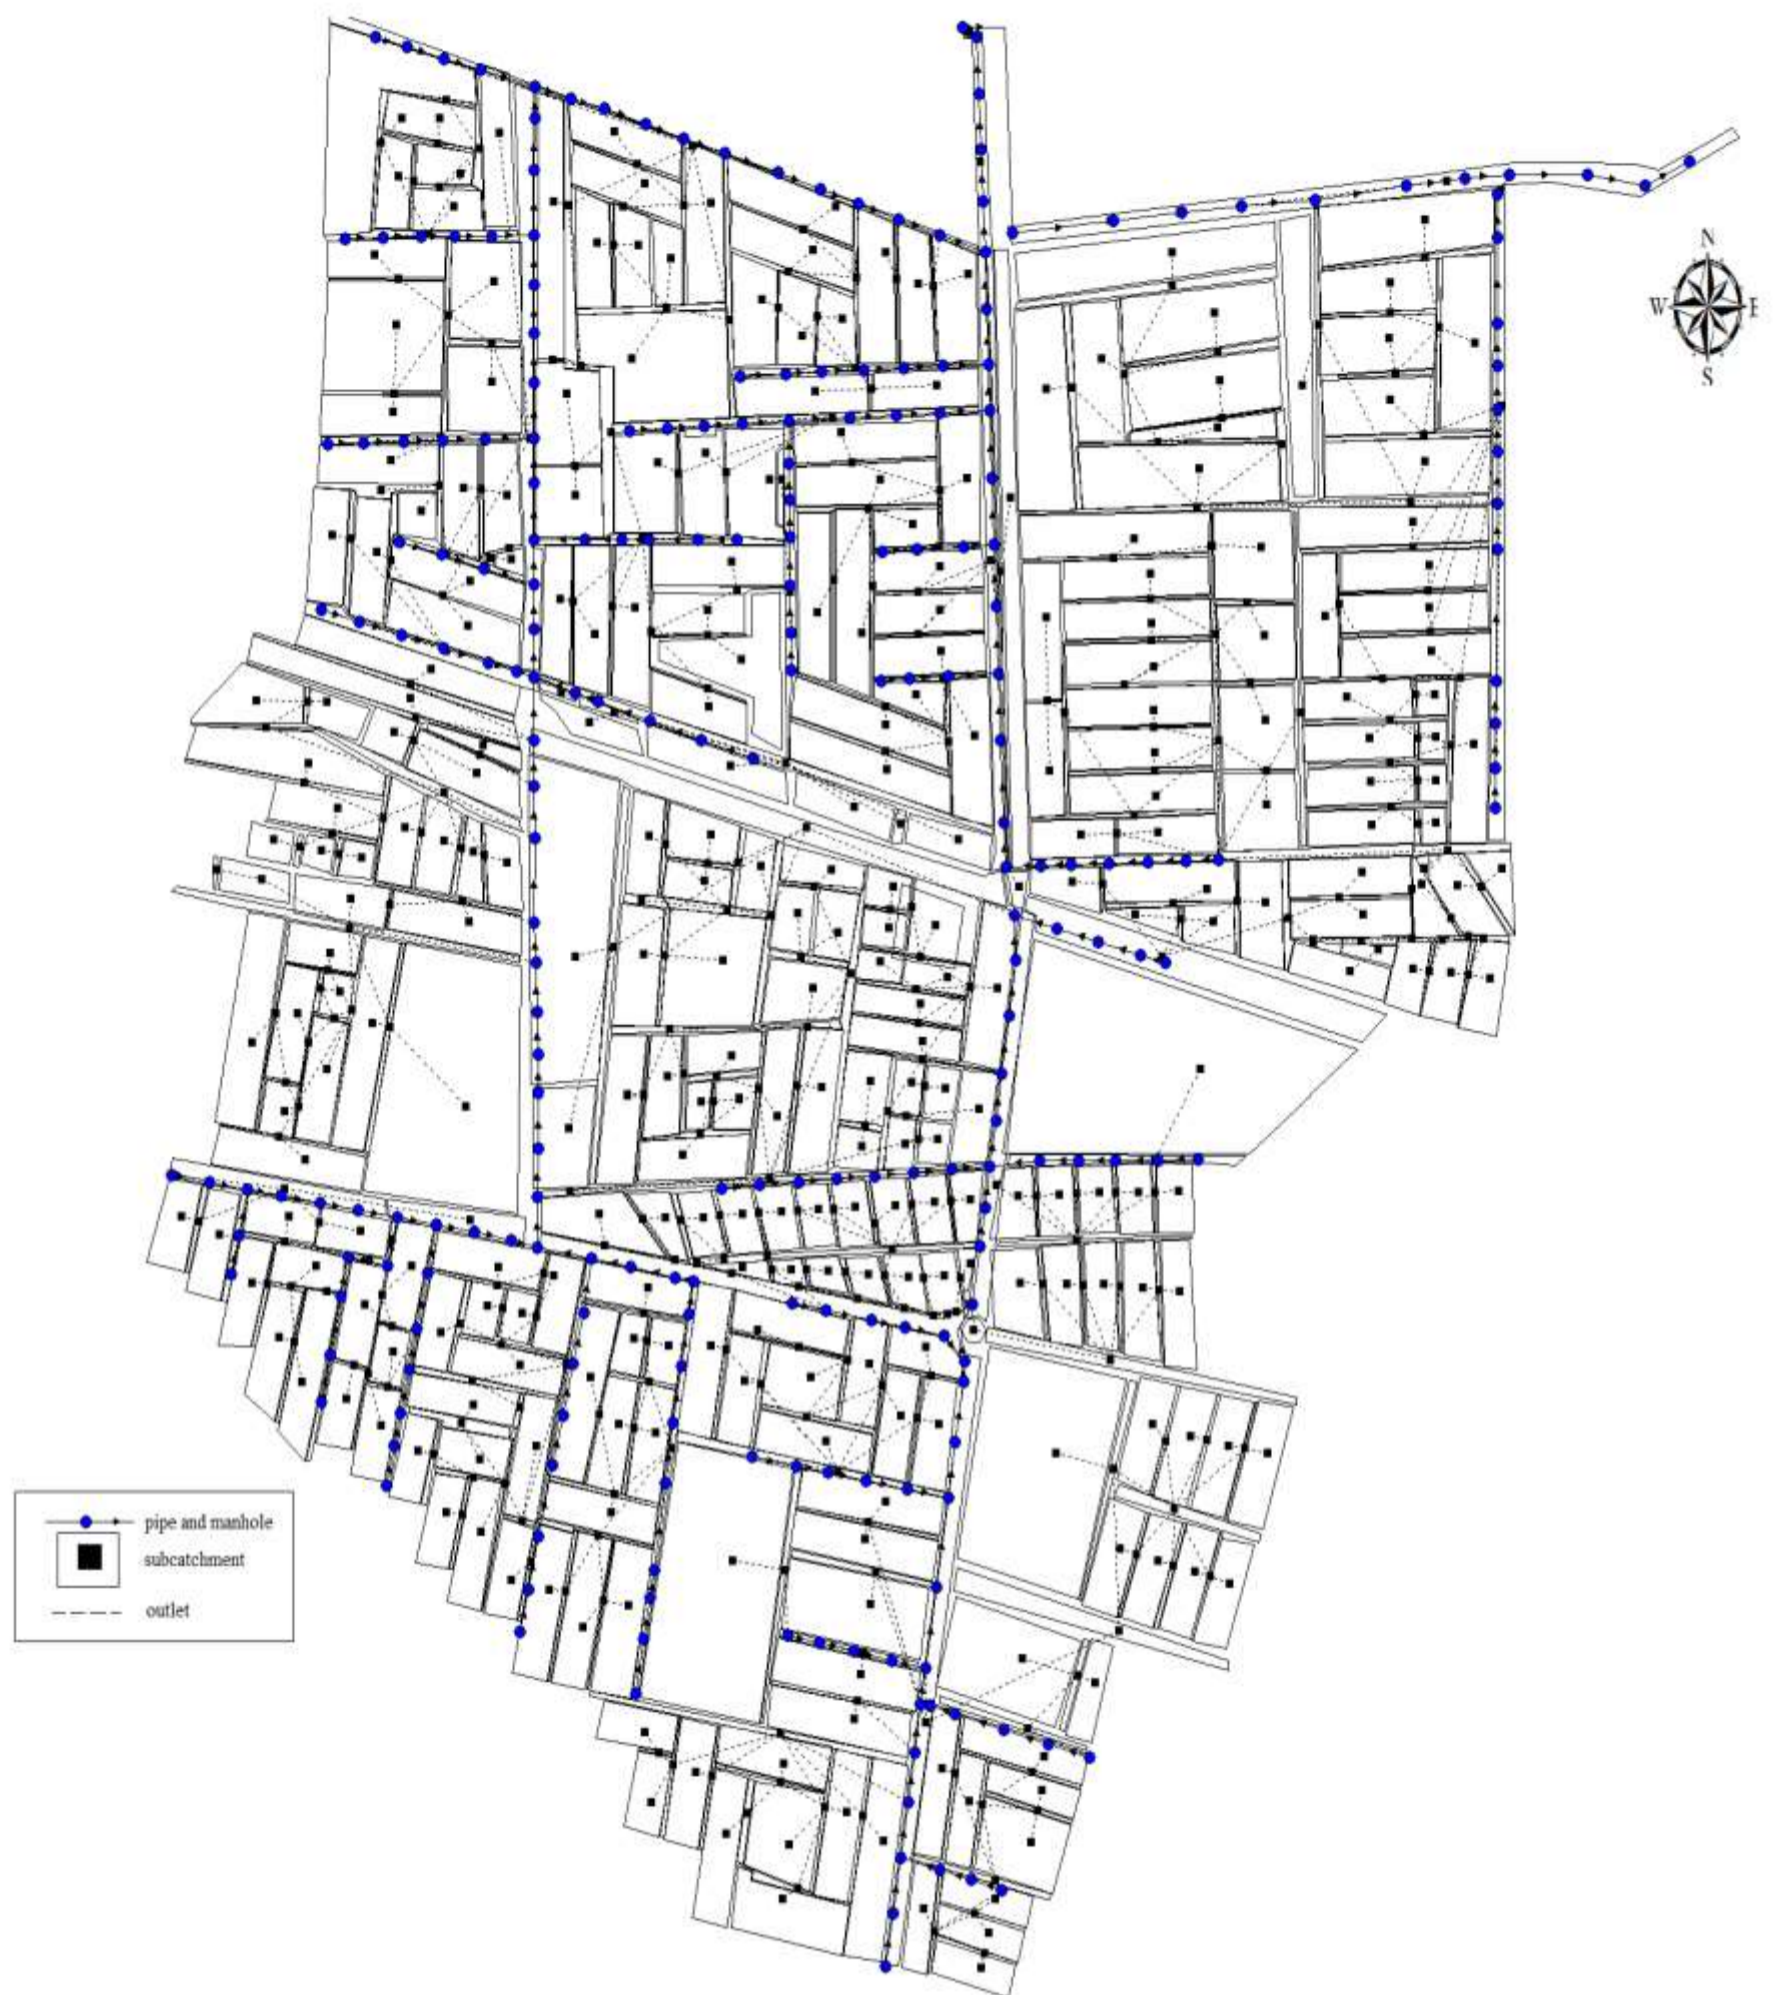 N
W E
S
pipe and manhole
subcatchment
outlet